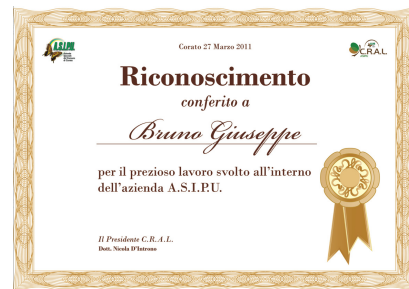 A.S.I.P.U.
Corato 27 Marzo 2011
C.R.A.L.
Riconoscimento
conferito a
Bruno Giuseppe
per il prezioso lavoro svolto all'interno
dell'azienda A.S.I.P.U.
Il Presidente C.R.A.L.
Dott. Nicola D'Introno